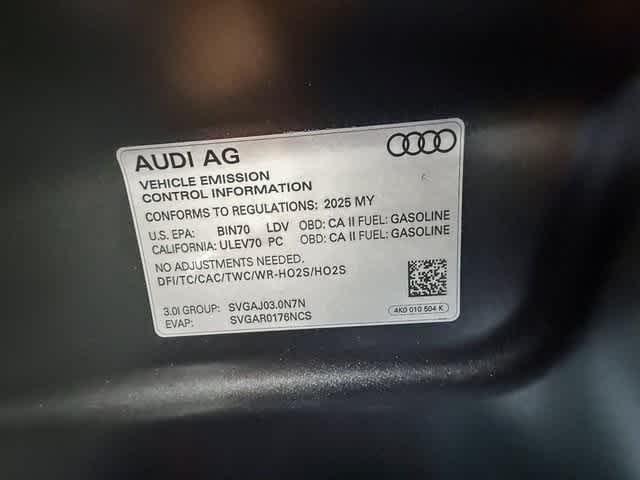 AUDI AG
VEHICLE EMISSION
CONTROL INFORMATION
CONFORMS TO REGULATIONS: 2025 MY
U.S. EPA: BIN70 LDV OBD: CA II FUEL: GASOLINE
CALIFORNIA: ULEV70 PC OBD: CA II FUEL: GASOLINE
NO ADJUSTMENTS NEEDED.
DFI/TC/CAC/TWC/WR-HO2S/HO2S
3.0l GROUP: SVGAJ03.0N7N
EVAP: SVGAR0176NCS
4K0 010 504 K